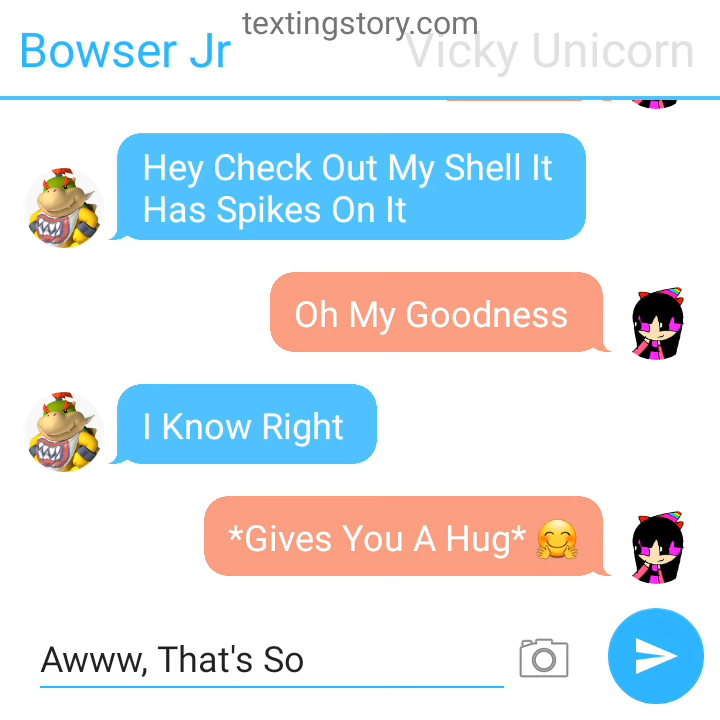 textingstory.com
Bowser Jr
Vicky Unicorn
Hey Check Out My Shell It
Has Spikes On It
Oh My Goodness
I Know Right
*Gives You A Hug* 🤗
Awww, That's So